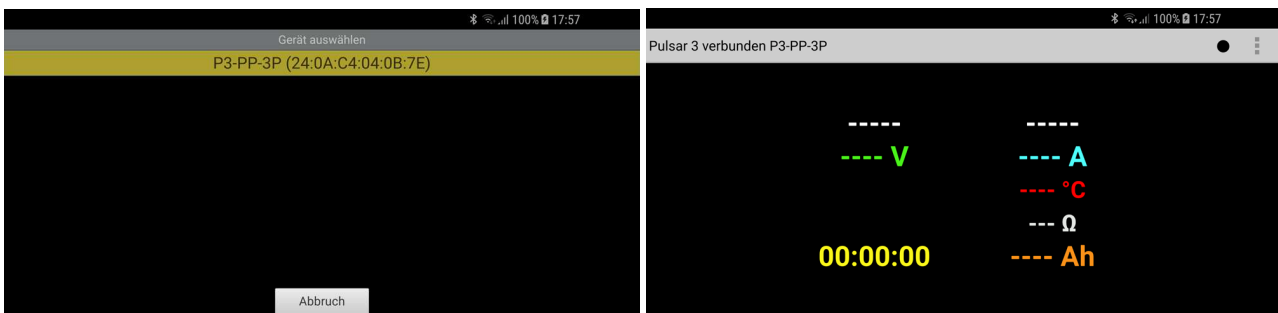 100% 17:57
Gerät auswählen
P3-PP-3P (24:0A:C4:04:0B:7E)
Abbruch
100% 17:57
Pulsar 3 verbunden P3-PP-3P
----- -----
---- V ---- A
---- °C
--- Ω
00:00:00 ---- Ah